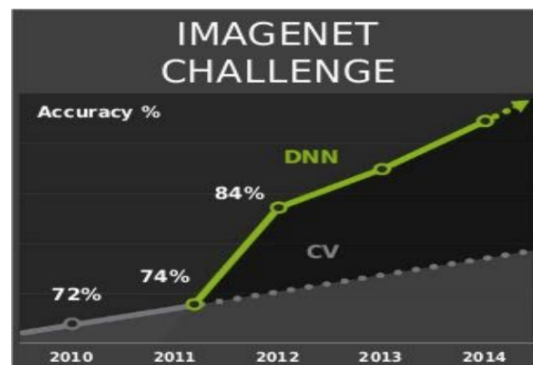 IMAGENET
CHALLENGE
Accuracy %
DNN
84%
CV
74%
72%
2010 2011 2012 2013 2014